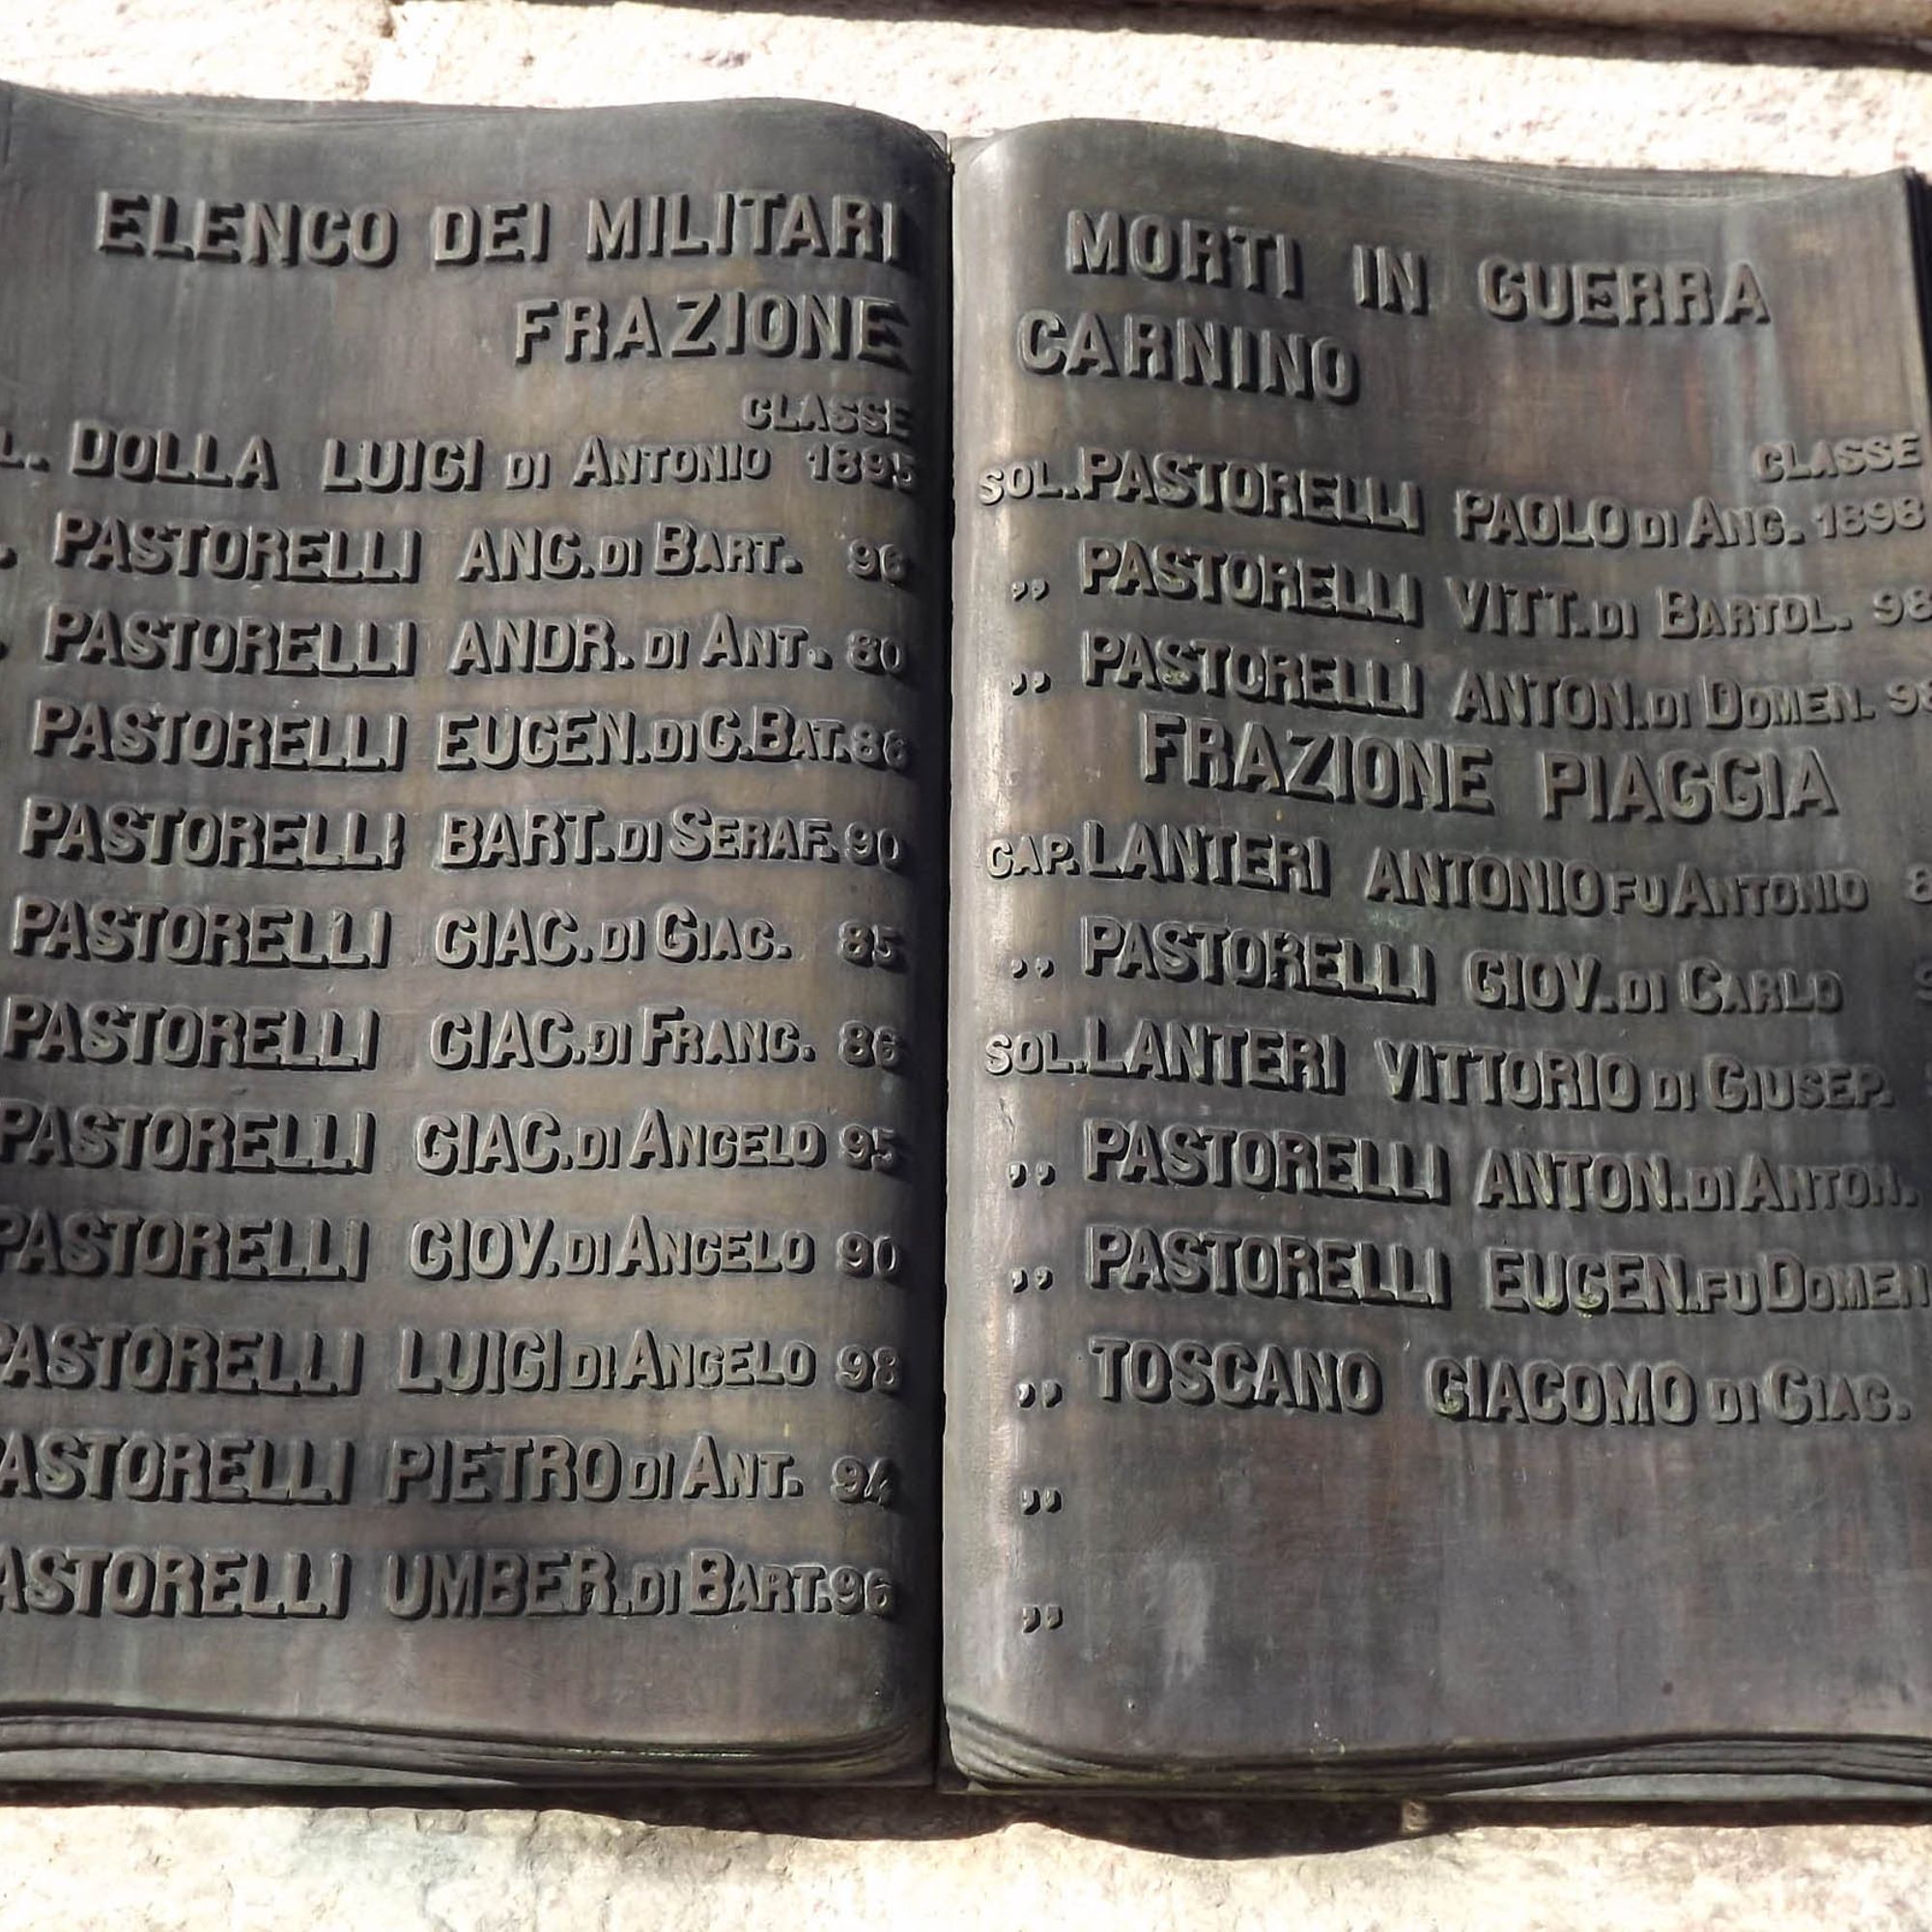 ELENCO DEI MILITARI
FRAZIONE
CLASSE
DOLLA LUIGI DI ANTONIO 1895
PASTORELLI ANG. DI BART. 96
PASTORELLI ANDR. DI ANT. 80
PASTORELLI EUGEN. DI G. BAT. 86
PASTORELLI BART. DI SERAF. 90
PASTORELLI GIAC. DI GIAC. 85
PASTORELLI GIAC. DI FRANC. 86
PASTORELLI GIAC. DI ANGELO 95
PASTORELLI GIOV. DI ANGELO 90
PASTORELLI LUIGI DI ANGELO 98
PASTORELLI PIETRO DI ANT. 94
PASTORELLI UMBER. DI BART. 96
MORTI IN GUERRA
CARNINO
CLASSE
SOL. PASTORELLI PAOLO DI ANG. 1898
,, PASTORELLI VITT. DI BARTOL. 98
,, PASTORELLI ANTON. DI DOMEN.
FRAZIONE PIAGGIA
CAP. LANTERI ANTONIO FU ANTONIO
,, PASTORELLI GIOV. DI CARLO
SOL. LANTERI VITTORIO DI GIUSEP.
,, PASTORELLI ANTON. DI ANTON.
,, PASTORELLI EUGEN. FU DOMEN
,, TOSCANO GIACOMO DI GIAC.
,,
,,